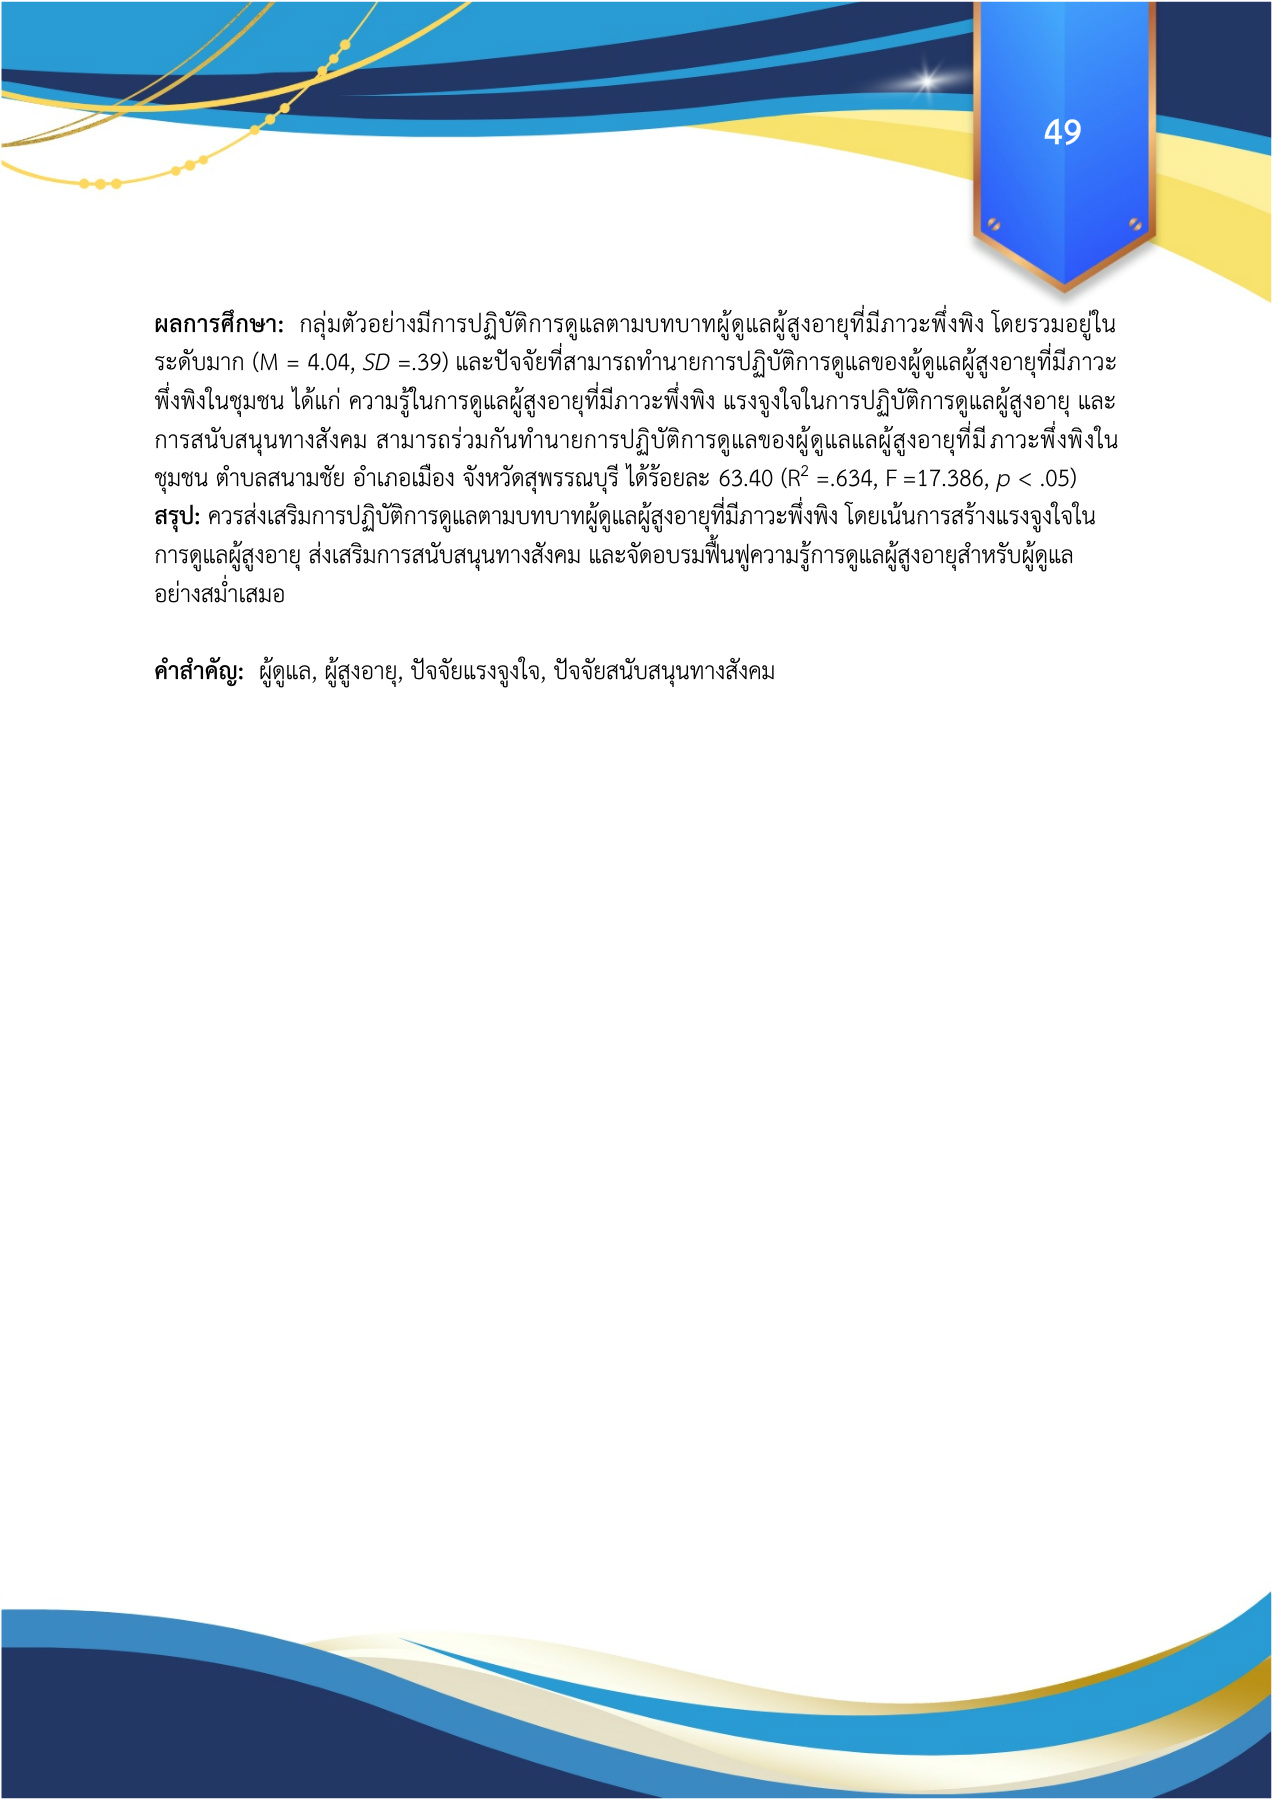 49
ผลการศึกษา: กลุ่มตัวอย่างมีการปฏิบัติการดูแลตามบทบาทผู้ดูแลผู้สูงอายุที่มีภาวะพึ่งพิง โดยรวมอยู่ใน
ระดับมาก (M = 4.04, SD =.39) และปัจจัยที่สามารถทำนายการปฏิบัติการดูแลของผู้ดูแลผู้สูงอายุที่มีภาวะ
พึ่งพิงในชุมชน ได้แก่ ความรู้ในการดูแลผู้สูงอายุที่มีภาวะพึ่งพิง แรงจูงใจในการปฏิบัติการดูแลผู้สูงอายุ และ
การสนับสนุนทางสังคม สามารถร่วมกันทำนายการปฏิบัติการดูแลของผู้ดูแลแลผู้สูงอายุที่มีภาวะพึ่งพิงใน
ชุมชน ตำบลสนามชัย อำเภอเมือง จังหวัดสุพรรณบุรี ได้ร้อยละ 63.40 (R² =.634, F =17.386, p < .05)
สรุป: ควรส่งเสริมการปฏิบัติการดูแลตามบทบาทผู้ดูแลผู้สูงอายุที่มีภาวะพึ่งพิง โดยเน้นการสร้างแรงจูงใจใน
การดูแลผู้สูงอายุ ส่งเสริมการสนับสนุนทางสังคม และจัดอบรมฟื้นฟูความรู้การดูแลผู้สูงอายุสำหรับผู้ดูแล
อย่างสม่ำเสมอ
คำสำคัญ: ผู้ดูแล, ผู้สูงอายุ, ปัจจัยแรงจูงใจ, ปัจจัยสนับสนุนทางสังคม